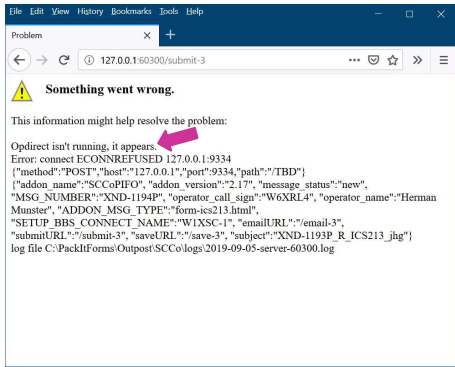 File Edit View History Bookmarks Tools Help
Problem
127.0.0.1:60300/submit-3
Something went wrong.
This information might help resolve the problem:
Opdirect isn't running, it appears.
Error: connect ECONNREFUSED 127.0.0.1:9334
{"method":"POST","host":"127.0.0.1","port":9334,"path":"/TBD"}
{"addon_name":"SCCoPIFO", "addon_version":"2.17", "message_status":"new",
"MSG_NUMBER":"XND-1194P", "operator_call_sign":"W6XRL4", "operator_name":"Herman
Munster", "ADDON_MSG_TYPE":"form-ics213.html",
"SETUP_BBS_CONNECT_NAME":"W1XSC-1", "emailURL":"/email-3",
"submitURL":"/submit-3", "saveURL":"/save-3", "subject":"XND-1193P_R_ICS213_jhg"}
log file C:\PackItForms\Outpost\SCCo\logs\2019-09-05-server-60300.log